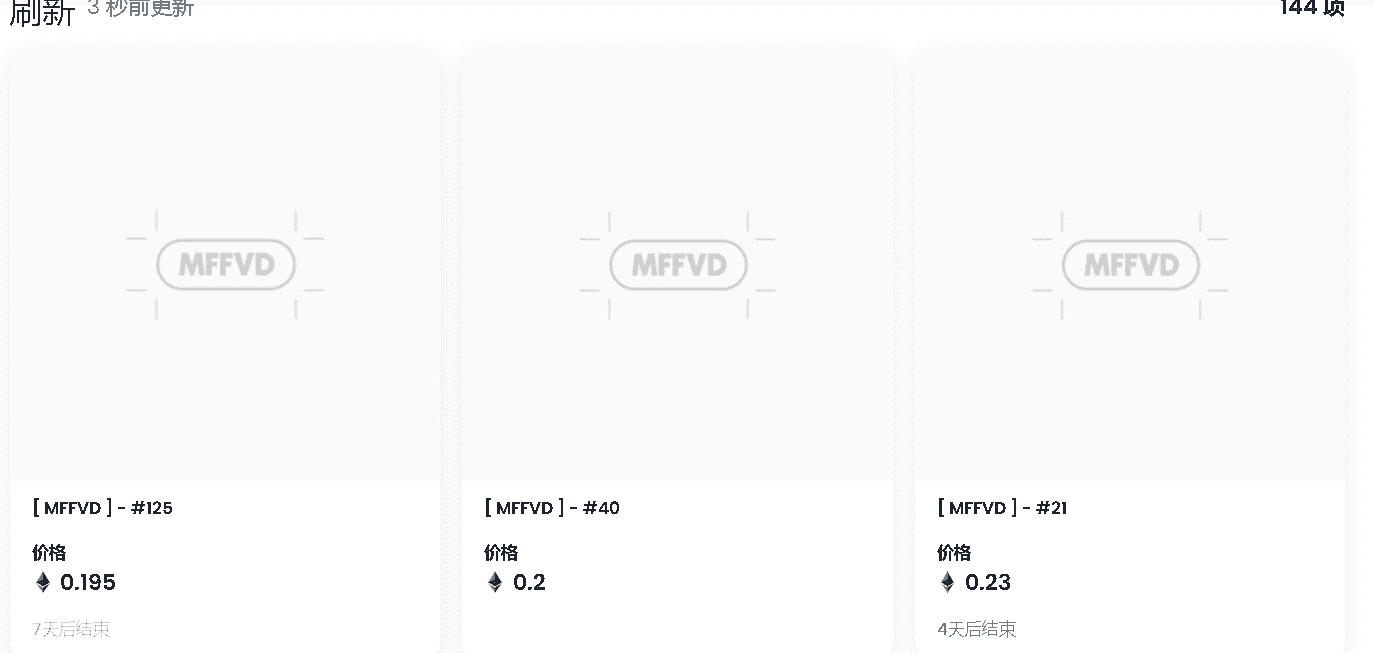 刷新 3 秒前更新 144 项
MFFVD MFFVD MFFVD
[ MFFVD ] - #125
价格
0.195
7天后结束
[ MFFVD ] - #40
价格
0.2
[ MFFVD ] - #21
价格
0.23
4天后结束